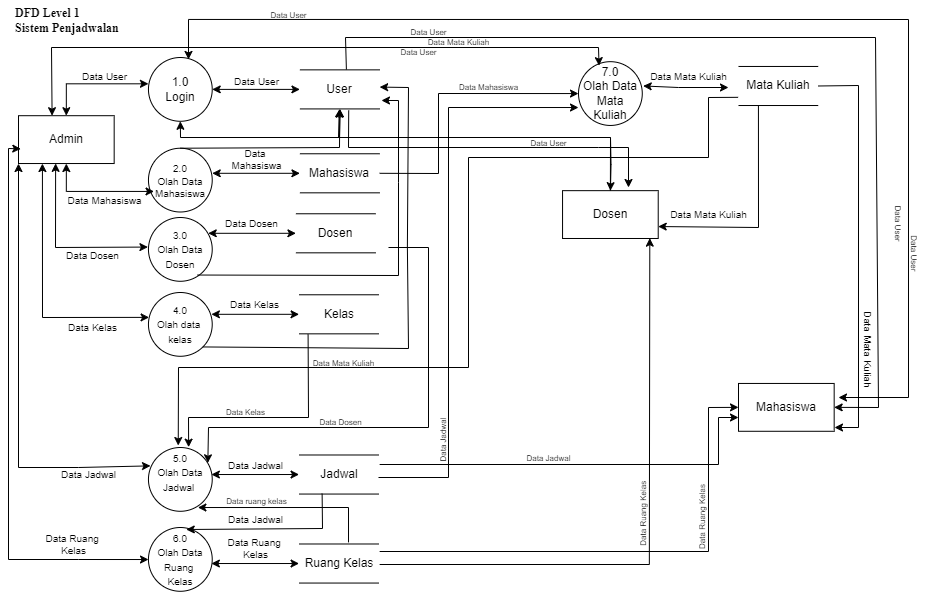 DFD Level 1
Sistem Penjadwalan
Data User
Data User
Data Mata Kuliah
Data User
Data User
1.0
Login
Data User
User
Data Mahasiswa
7.0
Olah Data
Mata
Kuliah
Data Mata Kuliah
Mata Kuliah
Admin
Data User
2.0
Olah Data
Mahasiswa
Data
Mahasiswa
Mahasiswa
Data Mahasiswa
Dosen
Data Mata Kuliah
3.0
Olah Data
Dosen
Data Dosen
Dosen
Data Dosen
Data User
Data User
4.0
Olah data
kelas
Data Kelas
Kelas
Data Kelas
Data Mata Kuliah
Data Mata Kuliah
Data Kelas
Data Dosen
Data Jadwal
Mahasiswa
5.0
Olah Data
Jadwal
Data Jadwal
Jadwal
Data Jadwal
Data Jadwal
Data ruang kelas
Data Jadwal
Data Ruang Kelas
Data Ruang Kelas
Data Ruang
Kelas
6.0
Olah Data
Ruang
Kelas
Data Ruang
Kelas
Ruang Kelas